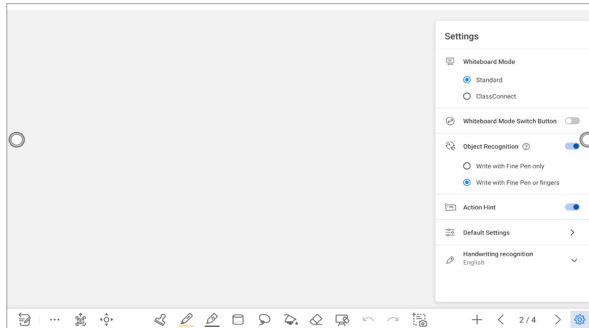 Settings
Whiteboard Mode
Standard
ClassConnect
Whiteboard Mode Switch Button
Object Recognition
Write with Fine Pen only
Write with Fine Pen or fingers
Action Hint
Default Settings
Handwriting recognition
English
2 / 4